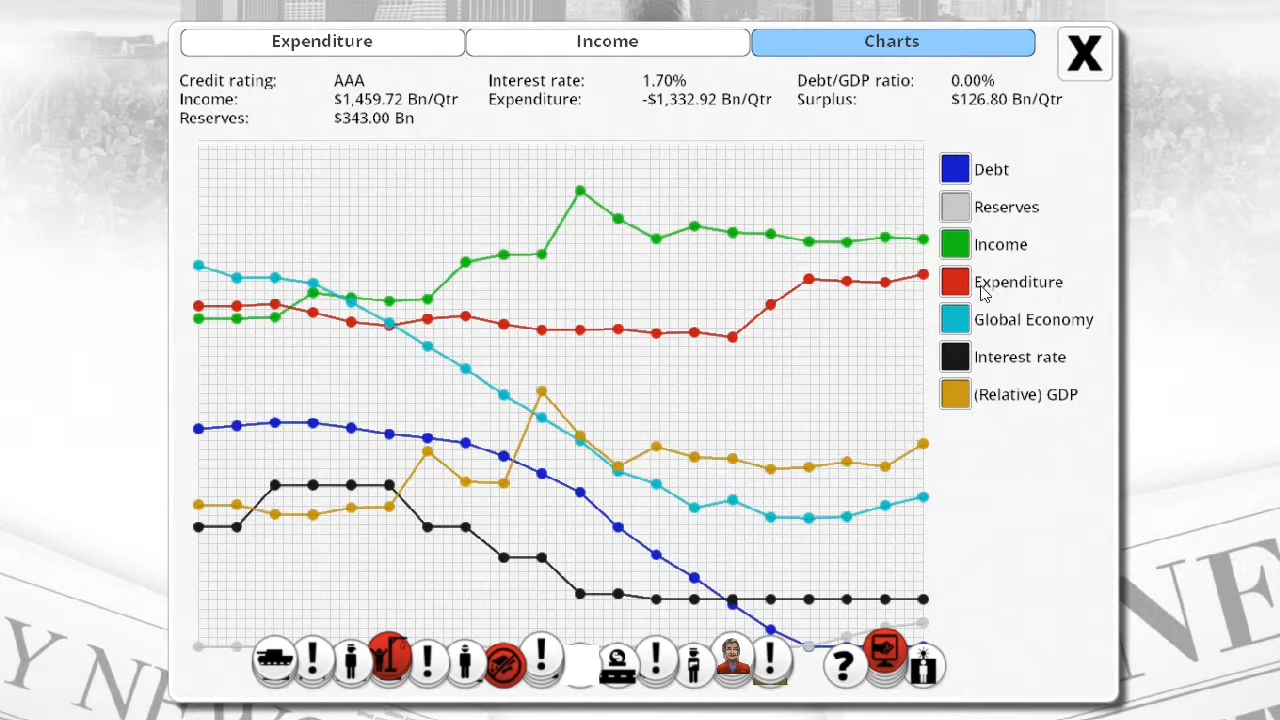 Expenditure Income Charts X
Credit rating: AAA Interest rate: 1.70% Debt/GDP ratio: 0.00%
Income: $1,459.72 Bn/Qtr Expenditure: -$1,332.92 Bn/Qtr Surplus: $126.80 Bn/Qtr
Reserves: $343.00 Bn
Debt
Reserves
Income
Expenditure
Global Economy
Interest rate
(Relative) GDP
! ! ! ! ! ?
Y NEW
NE